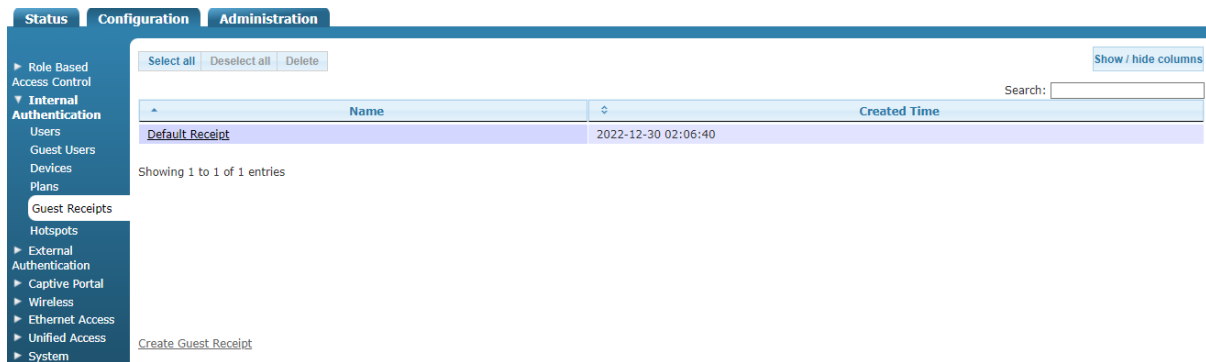 Status Configuration Administration
Role Based
Access Control
Internal
Authentication
Users
Guest Users
Devices
Plans
Guest Receipts
Hotspots
External
Authentication
Captive Portal
Wireless
Ethernet Access
Unified Access
System
Select all Deselect all Delete
Show / hide columns
Search:
Name Created Time
Default Receipt 2022-12-30 02:06:40
Showing 1 to 1 of 1 entries
Create Guest Receipt